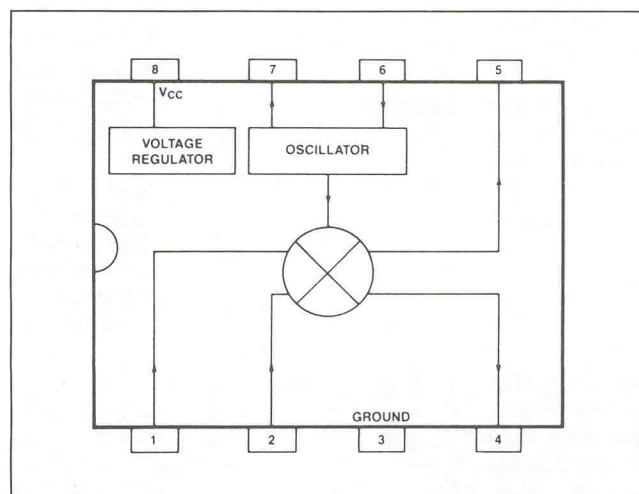 8 7 6 5
VCC
VOLTAGE
REGULATOR
OSCILLATOR
GROUND
1 2 3 4